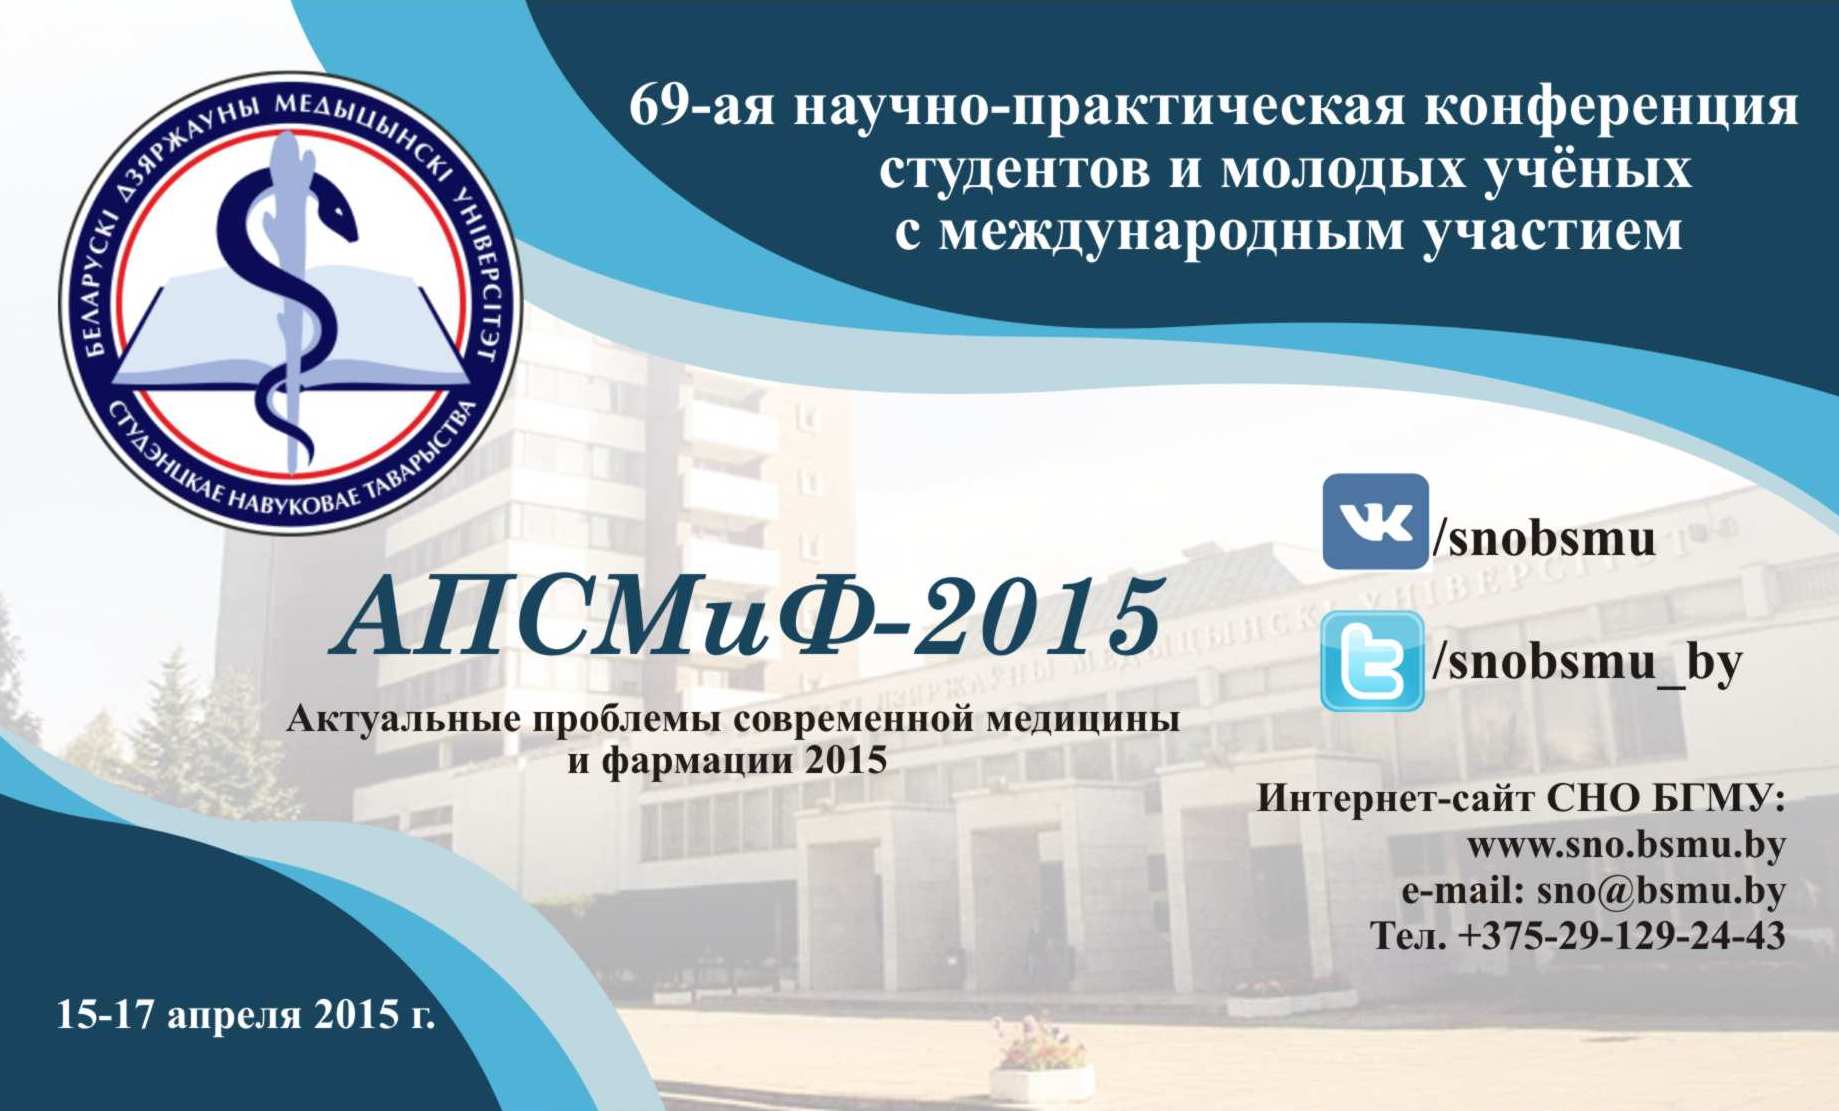 БЕЛАРУСКІ ДЗЯРЖАУНЫ МЕДЫЦЫНСКІ УНІВЕРСІТЭТ
СТУДЭНЦКАЕ НАВУКОВАЕ ТАВАРЫСТВА
69-ая научно-практическая конференция
студентов и молодых учёных
с международным участием
АПСМиФ-2015
Актуальные проблемы современной медицины
и фармации 2015
/snobsmu
/snobsmu_by
Интернет-сайт СНО БГМУ:
www.sno.bsmu.by
e-mail: sno@bsmu.by
Тел. +375-29-129-24-43
15-17 апреля 2015 г.